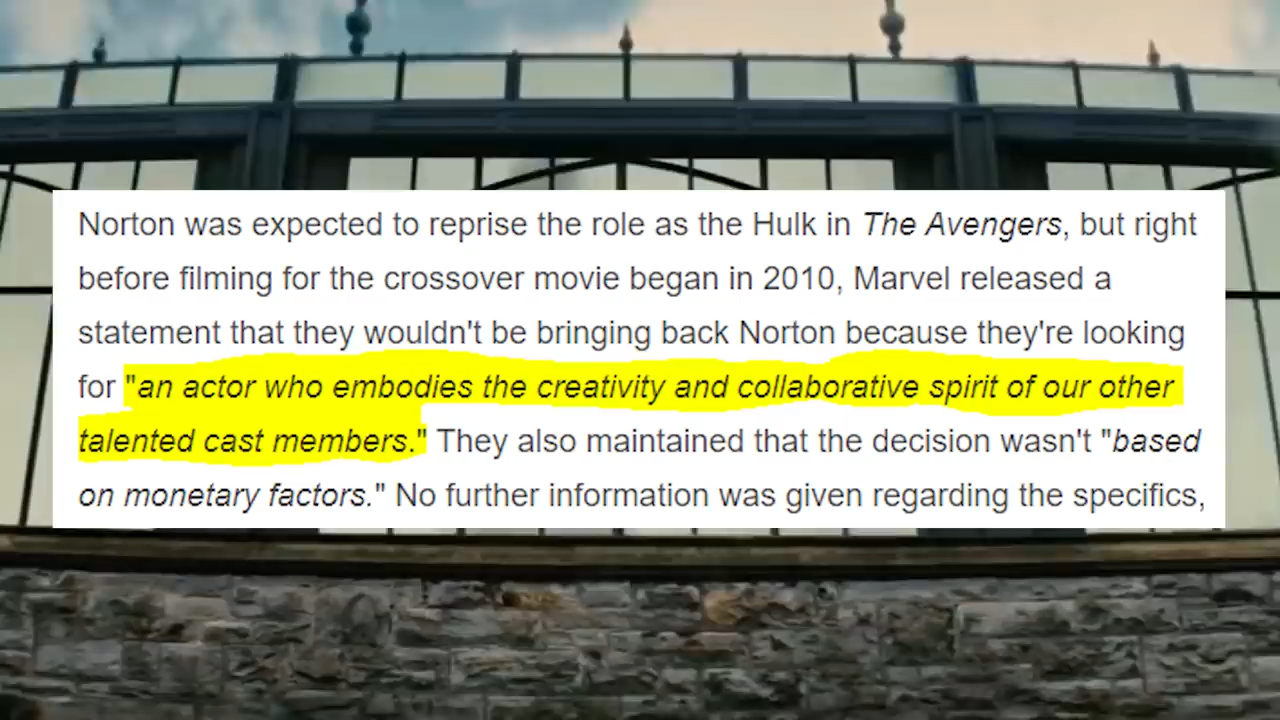 Norton was expected to reprise the role as the Hulk in The Avengers, but right
before filming for the crossover movie began in 2010, Marvel released a
statement that they wouldn't be bringing back Norton because they're looking
for "an actor who embodies the creativity and collaborative spirit of our other
talented cast members." They also maintained that the decision wasn't "based
on monetary factors." No further information was given regarding the specifics,